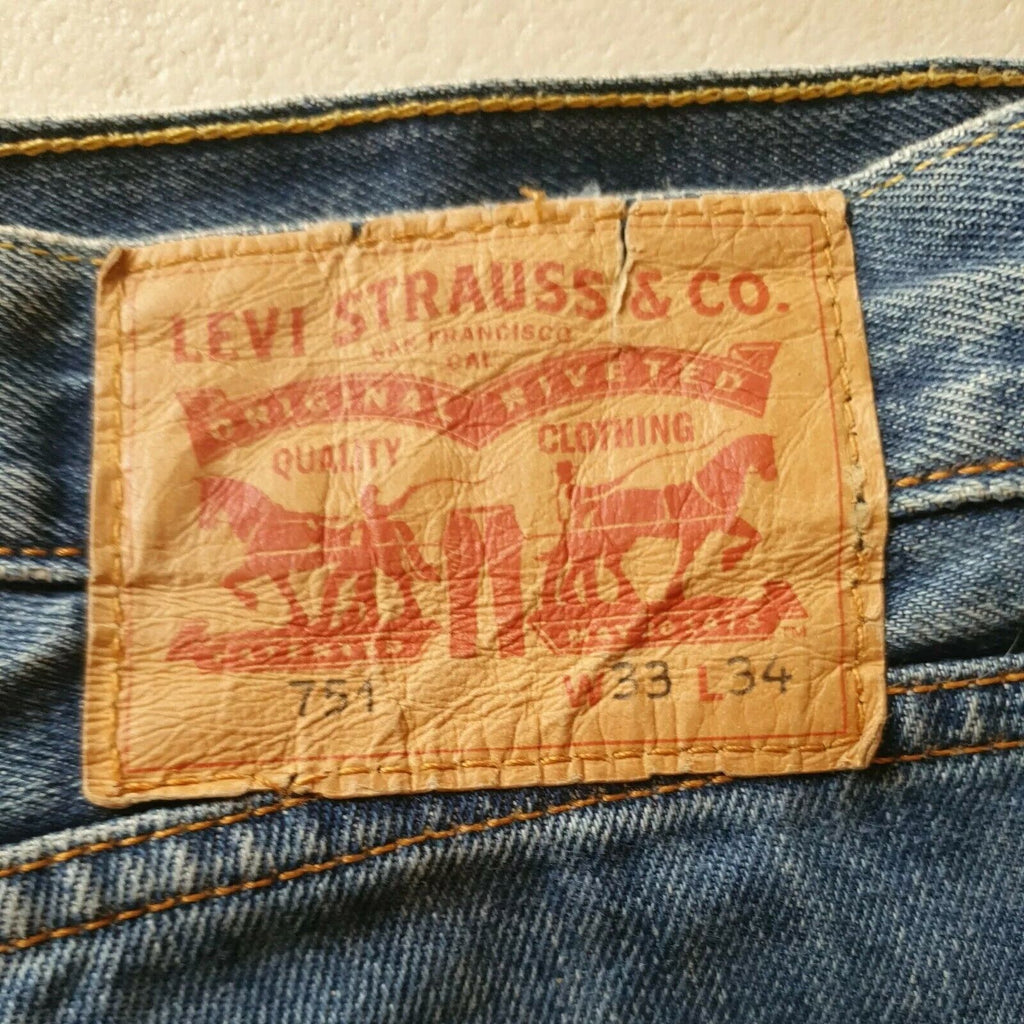 LEVI STRAUSS & CO.
SAN FRANCISCO
CAL
ORIGINAL RIVETED
QUALITY CLOTHING
751 W33 L34